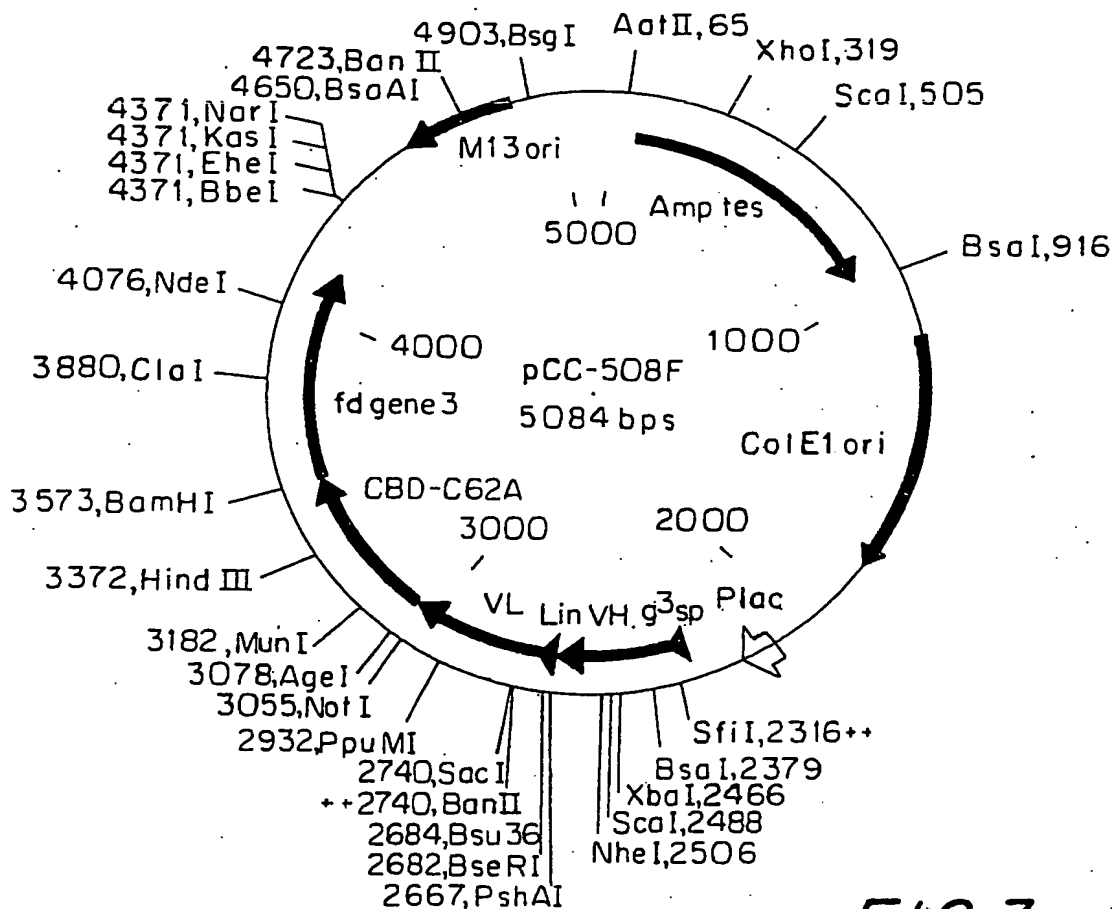 4903,BsgI
AatII,65
4723,Ban II
XhoI,319
4650,BsaAI
ScaI,505
4371,NarI
4371,KasI
4371,EheI
4371,BbeI
M13ori
Amp tes
5000
BsaI,916
4076,NdeI
4000
1000
3880,ClaI
pCC-508F
fd gene 3
5084 bps
ColE1 ori
CBD-C62A
3573,BamHI
3000
2000
3372,Hind III
VL
Lin
VH.
g3sp
Plac
3182,MunI
3078,AgeI
3055,NotI
2932,PpuMI
SfiI,2316++
2740,SacI
BsaI,2379
++2740,BanII
XbaI,2466
2684,Bsu36
ScaI,2488
2682,BseRI
NheI,2506
2667,PshAI